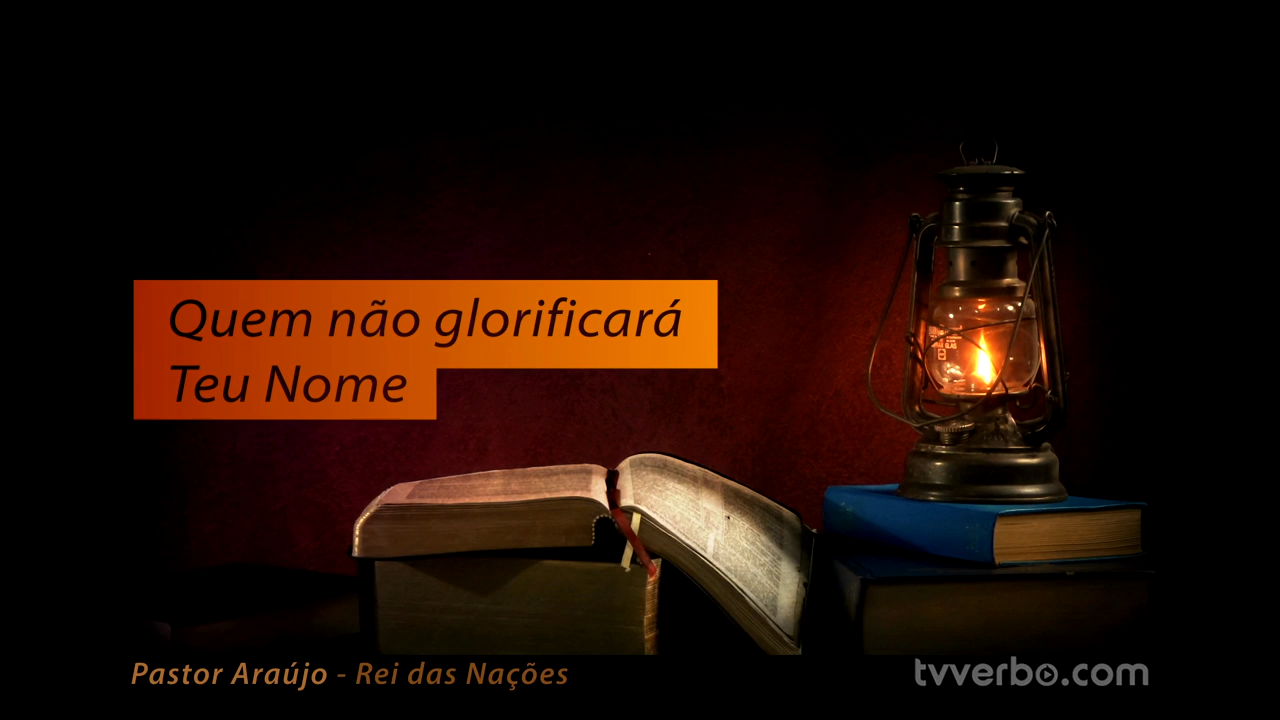 Quem não glorificará
Teu Nome
Pastor Araújo - Rei das Nações
tvverbo.com